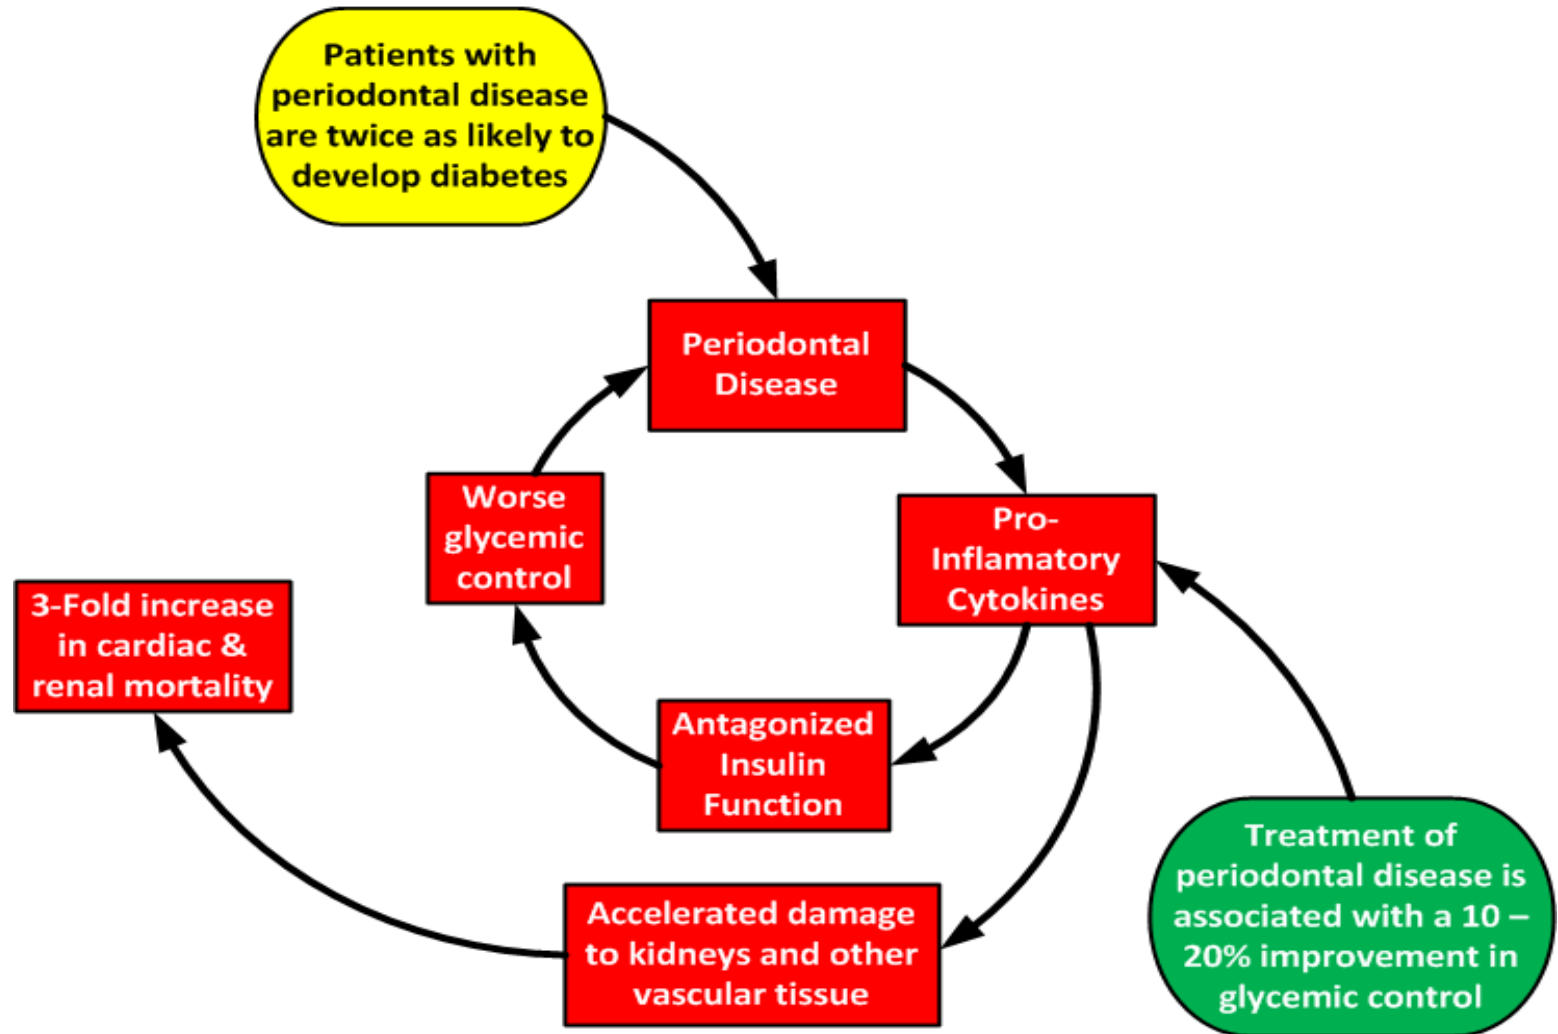 Patients with
periodontal disease
are twice as likely to
develop diabetes
Periodontal
Disease
Worse
glycemic
control
Pro-
Inflamatory
Cytokines
3-Fold increase
in cardiac &
renal mortality
Antagonized
Insulin
Function
Accelerated damage
to kidneys and other
vascular tissue
Treatment of
periodontal disease is
associated with a 10 –
20% improvement in
glycemic control